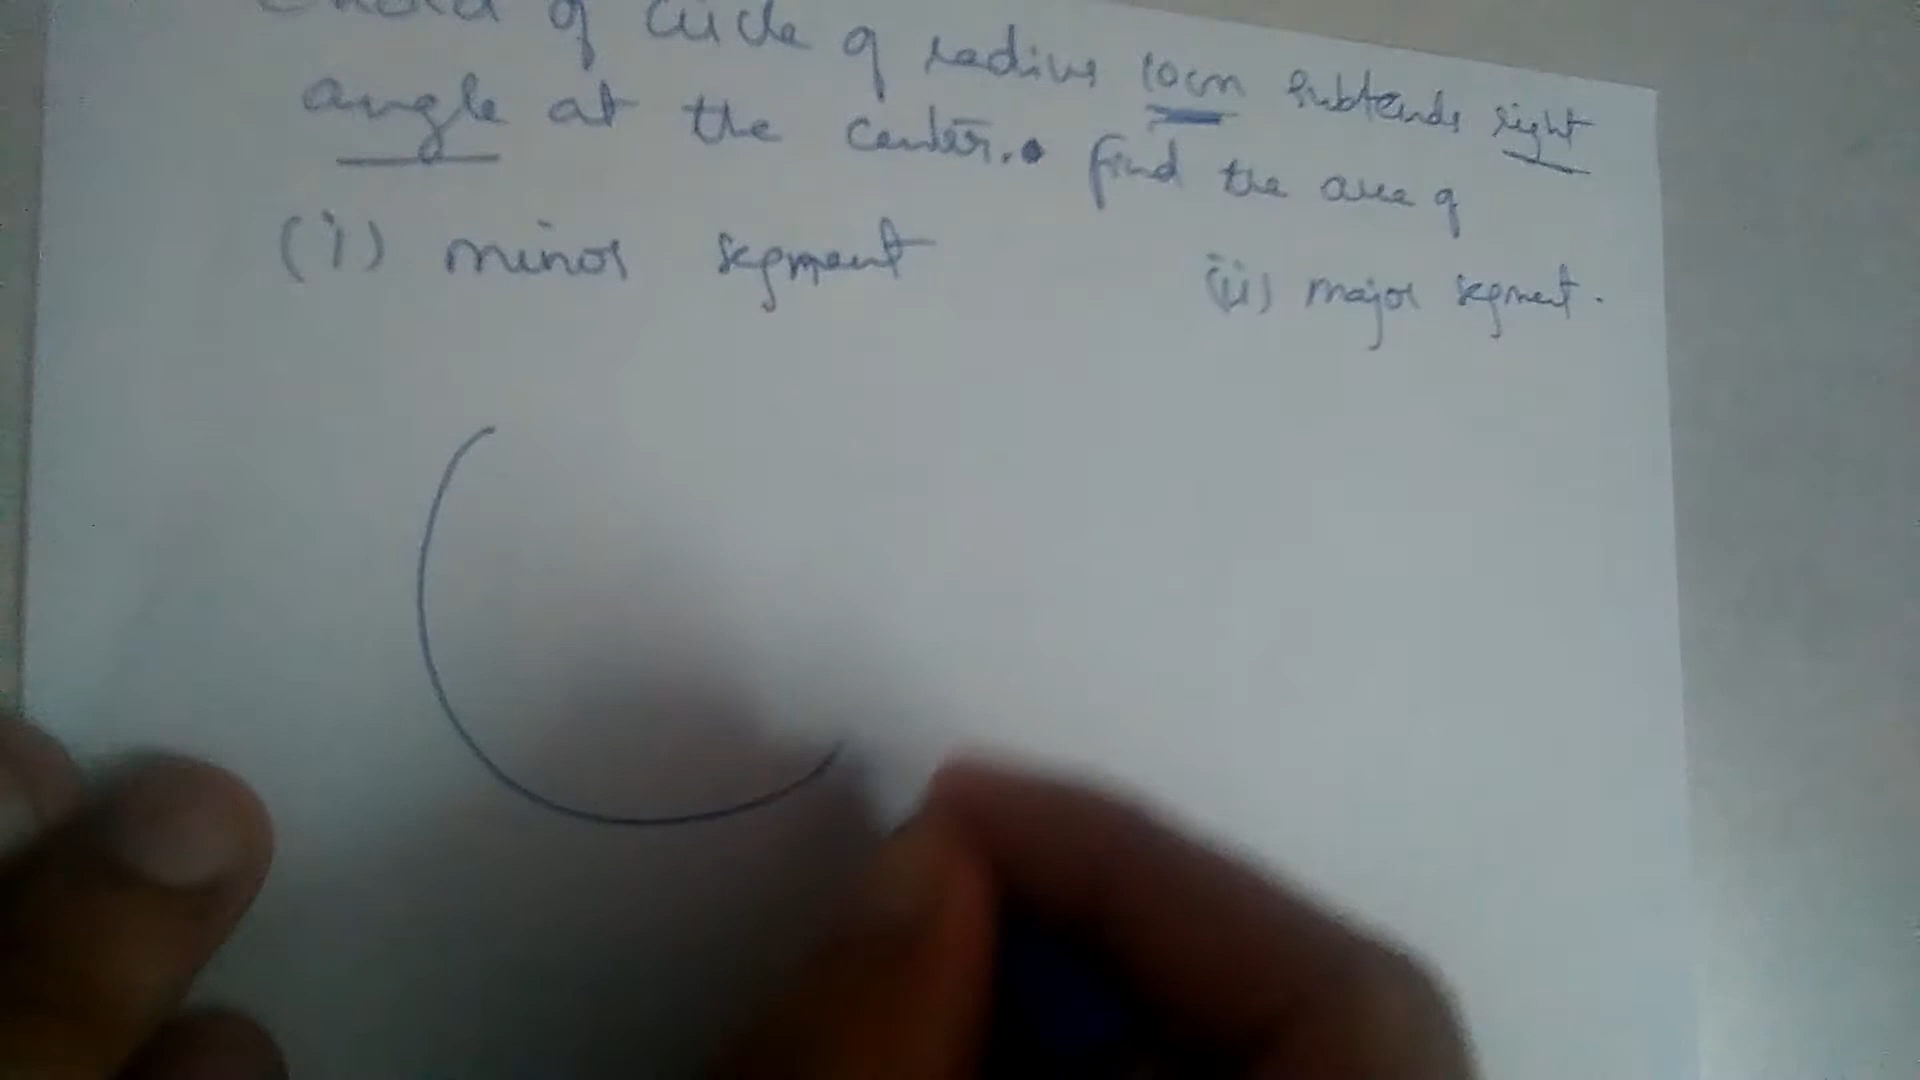 of circle of radius 10cm subtends right
angle at the center. find the area of
(i) minor segment (ii) major segment.